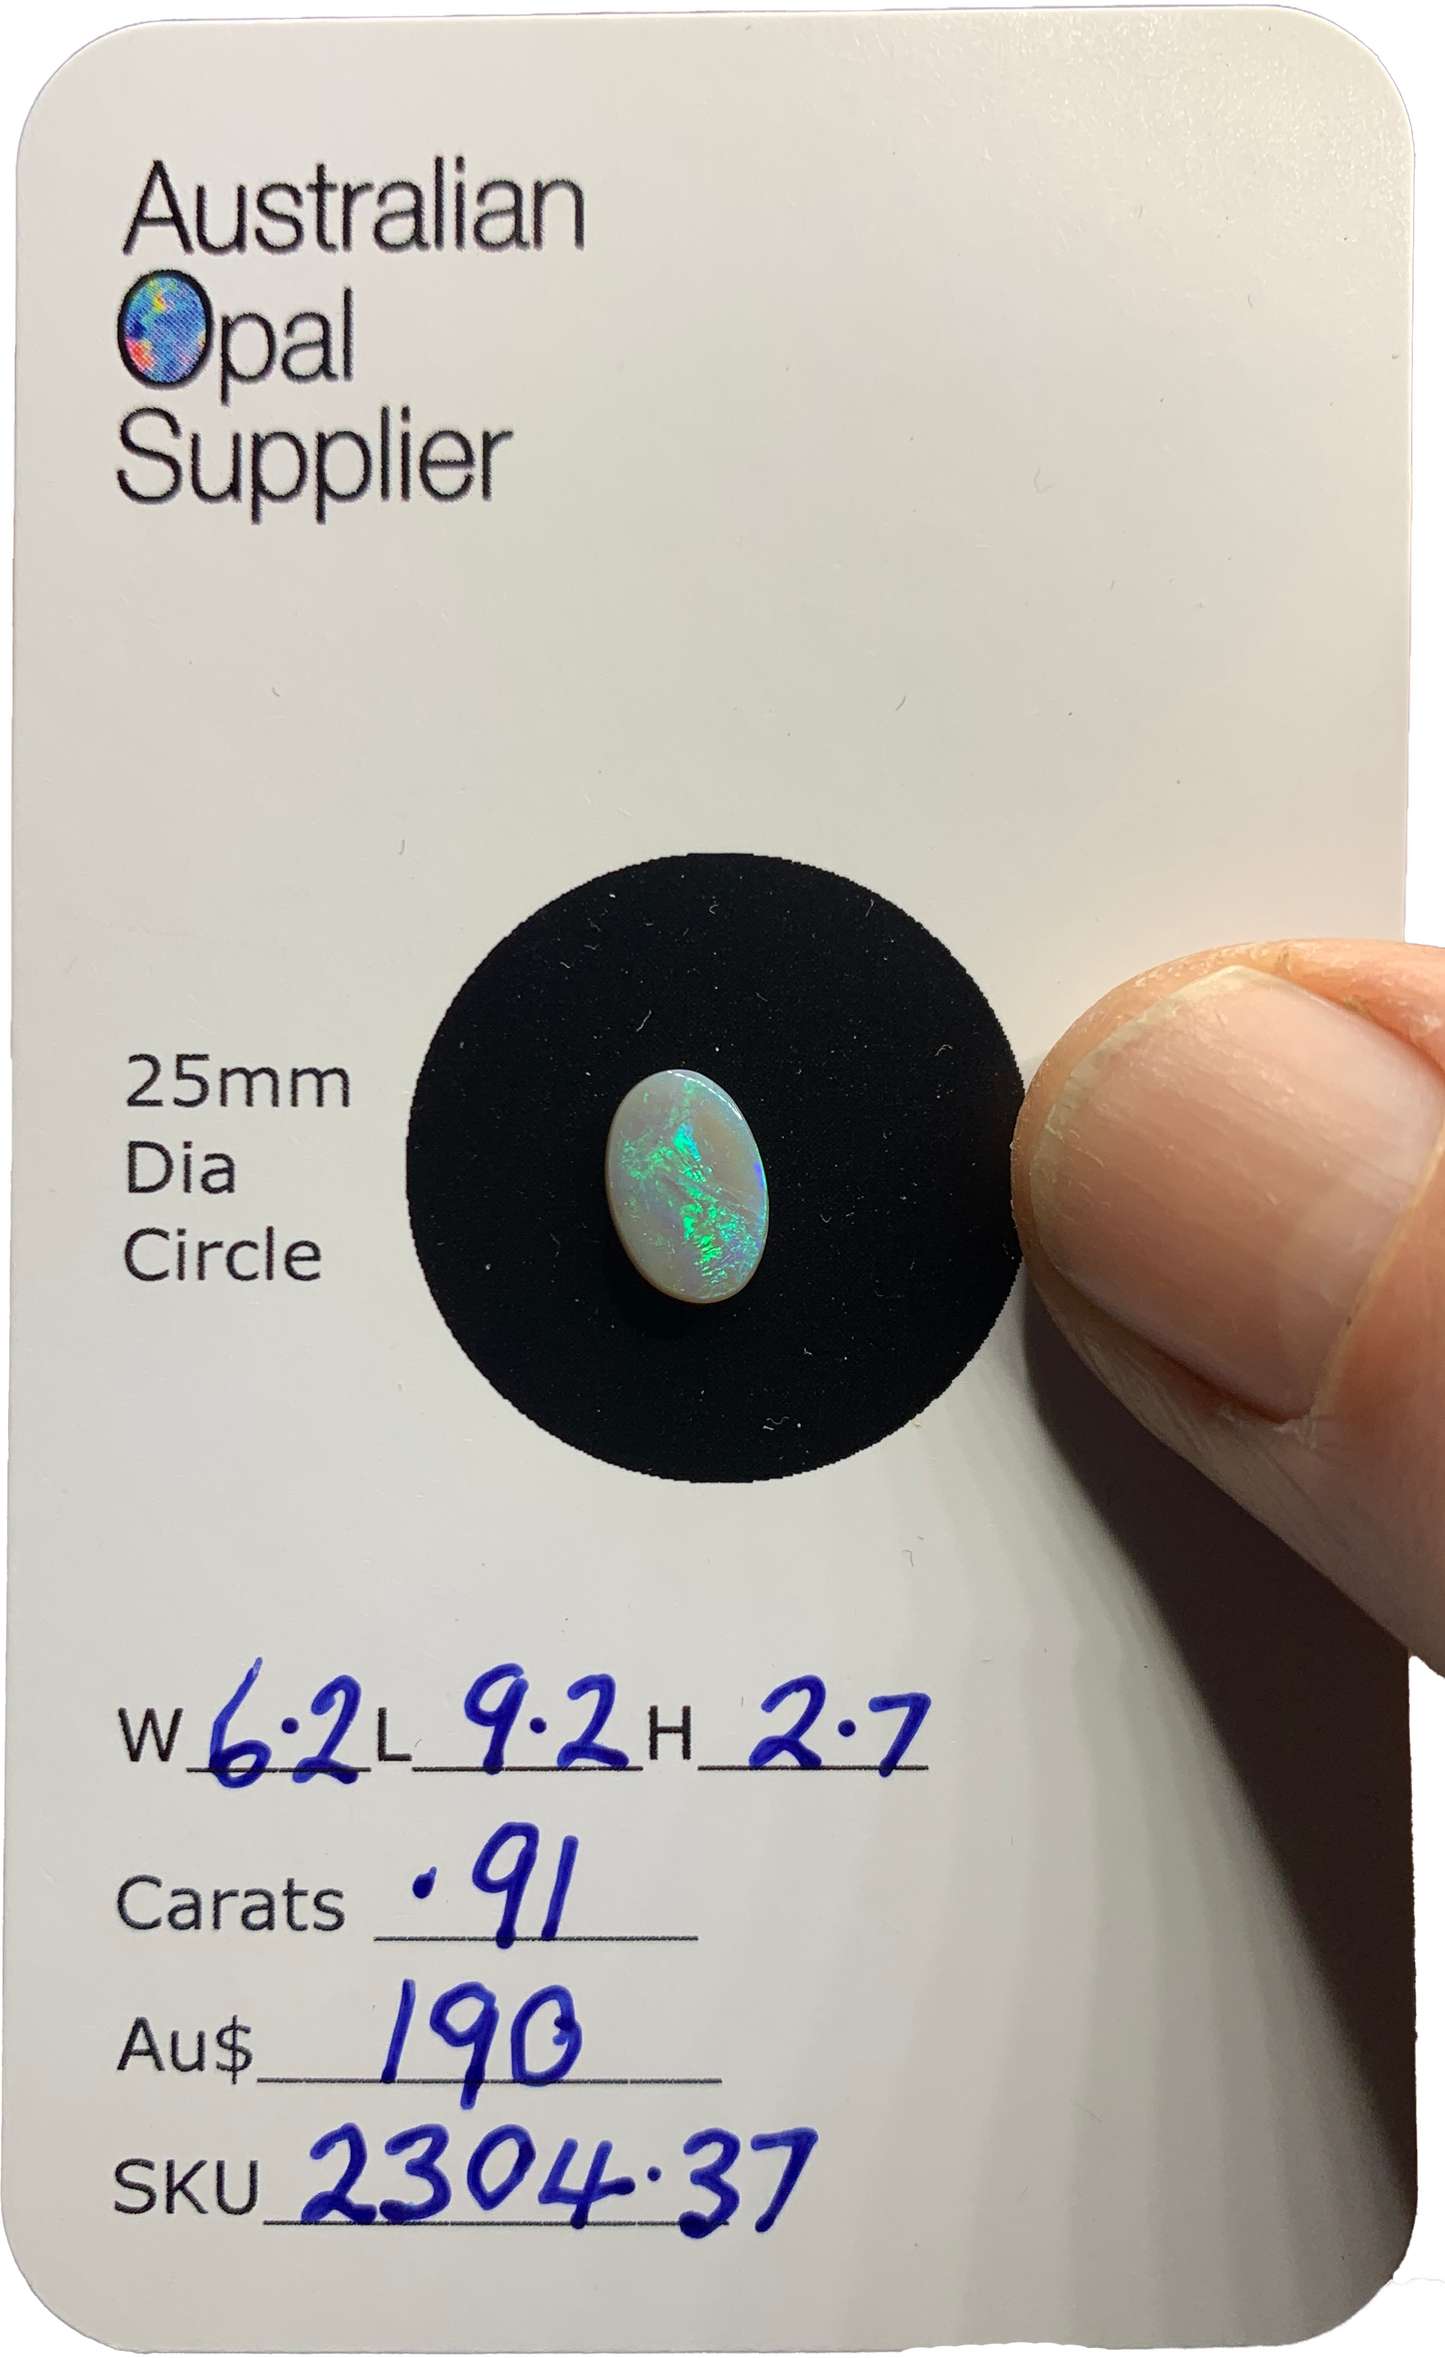 Australian
Opal
Supplier
25mm
Dia
Circle
W 6.2 L 9.2 H 2.7
Carats .91
Au$ 190
SKU 2304.37